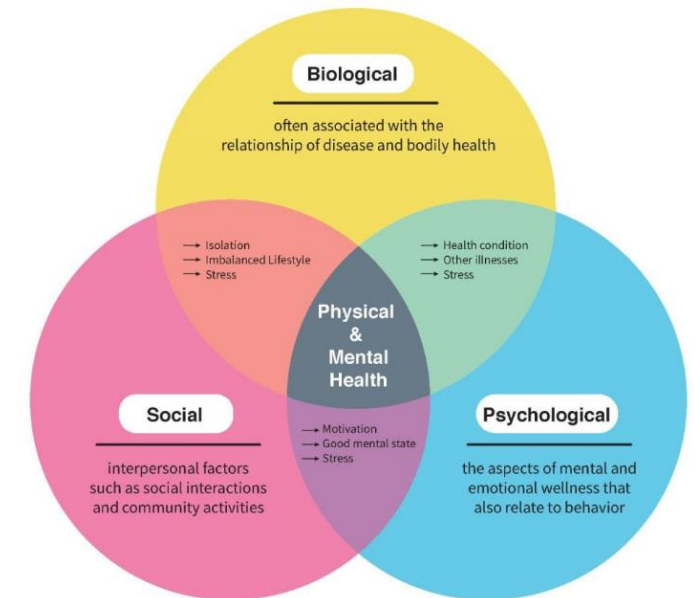 Biological
often associated with the
relationship of disease and bodily health
→ Isolation
→ Imbalanced Lifestyle
→ Stress
→ Health condition
→ Other illnesses
→ Stress
Physical
&
Mental
Health
Social
interpersonal factors
such as social interactions
and community activities
→ Motivation
→ Good mental state
→ Stress
Psychological
the aspects of mental and
emotional wellness that
also relate to behavior